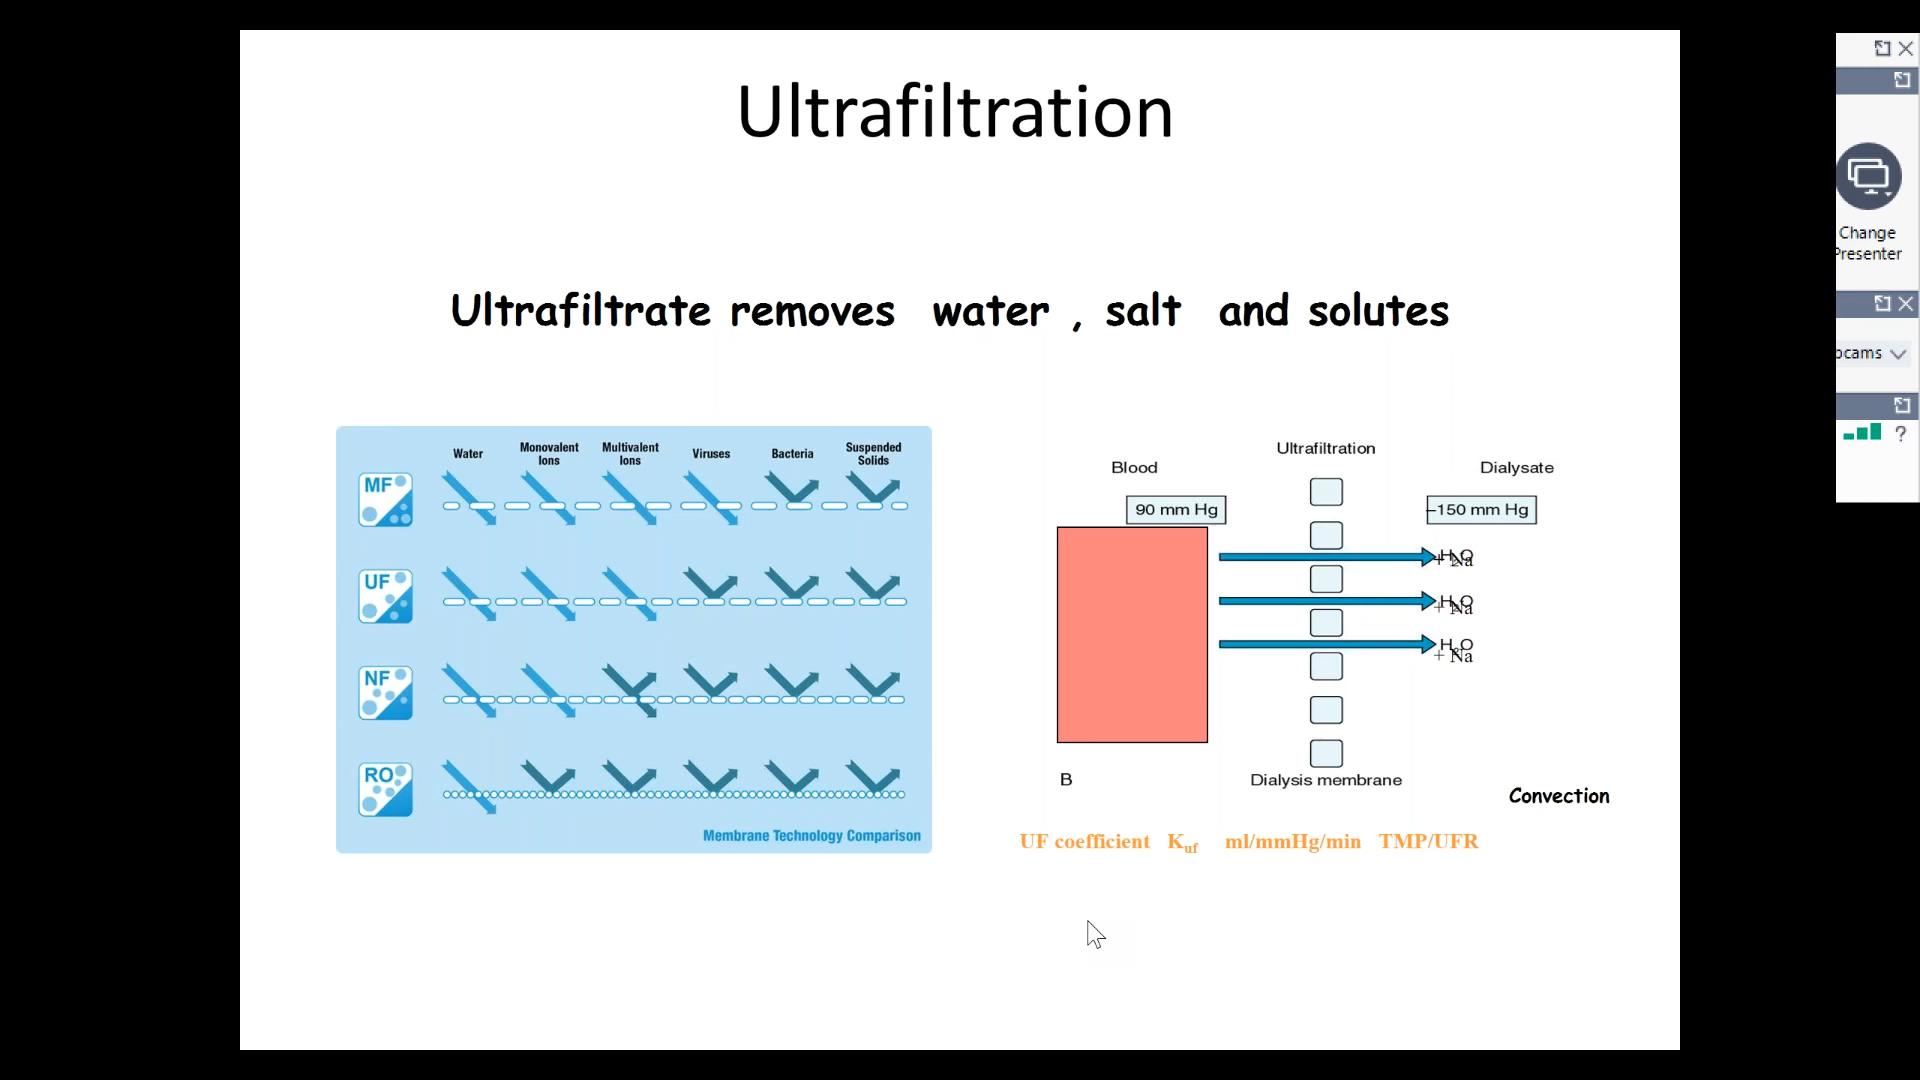 Ultrafiltration
Ultrafiltrate removes water , salt and solutes
Water
Monovalent
Ions
Multivalent
Ions
Viruses
Bacteria
Suspended
Solids
MF
UF
NF
RO
Membrane Technology Comparison
Ultrafiltration
Blood
Dialysate
90 mm Hg
–150 mm Hg
H₂O
+ Na
H₂O
+ Na
H₂O
+ Na
B
Dialysis membrane
Convection
UF coefficient Kuf ml/mmHg/min TMP/UFR
Change
Presenter
?